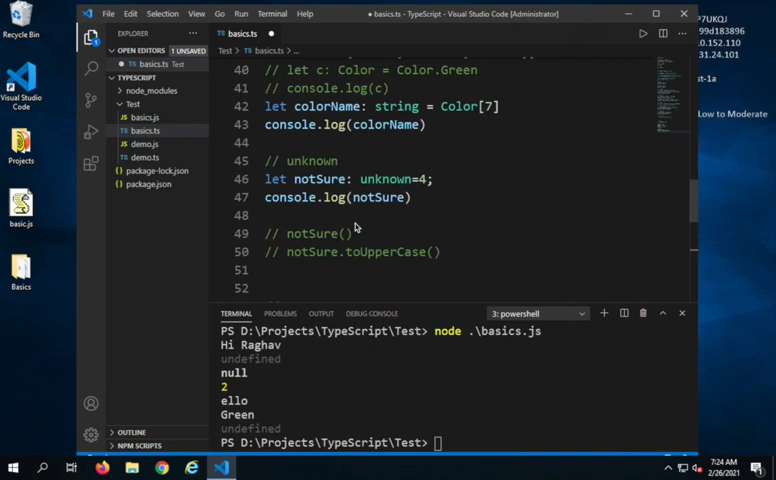 Recycle Bin
Visual Studio
Code
Projects
basic.js
Basics
File Edit Selection View Go Run Terminal Help
● basics.ts - TypeScript - Visual Studio Code [Administrator]
EXPLORER
OPEN EDITORS 1 UNSAVED
basics.ts Test
TYPESCRIPT
node_modules
Test
JS basics.js
TS basics.ts
JS demo.js
TS demo.ts
{} package-lock.json
{} package.json
OUTLINE
NPM SCRIPTS
TS basics.ts
Test > TS basics.ts > ...
40 // let c: Color = Color.Green
41 // console.log(c)
42 let colorName: string = Color[7]
43 console.log(colorName)
44
45 // unknown
46 let notSure: unknown=4;
47 console.log(notSure)
48
49 // notSure()
50 // notSure.toUpperCase()
51
52
TERMINAL PROBLEMS OUTPUT DEBUG CONSOLE 3: powershell
PS D:\Projects\TypeScript\Test> node .\basics.js
Hi Raghav
undefined
null
2
ello
Green
undefined
PS D:\Projects\TypeScript\Test>
P7UKQJ
99d183896
0.152.110
st-1a
Low to Moderate
7:24 AM
2/26/2021